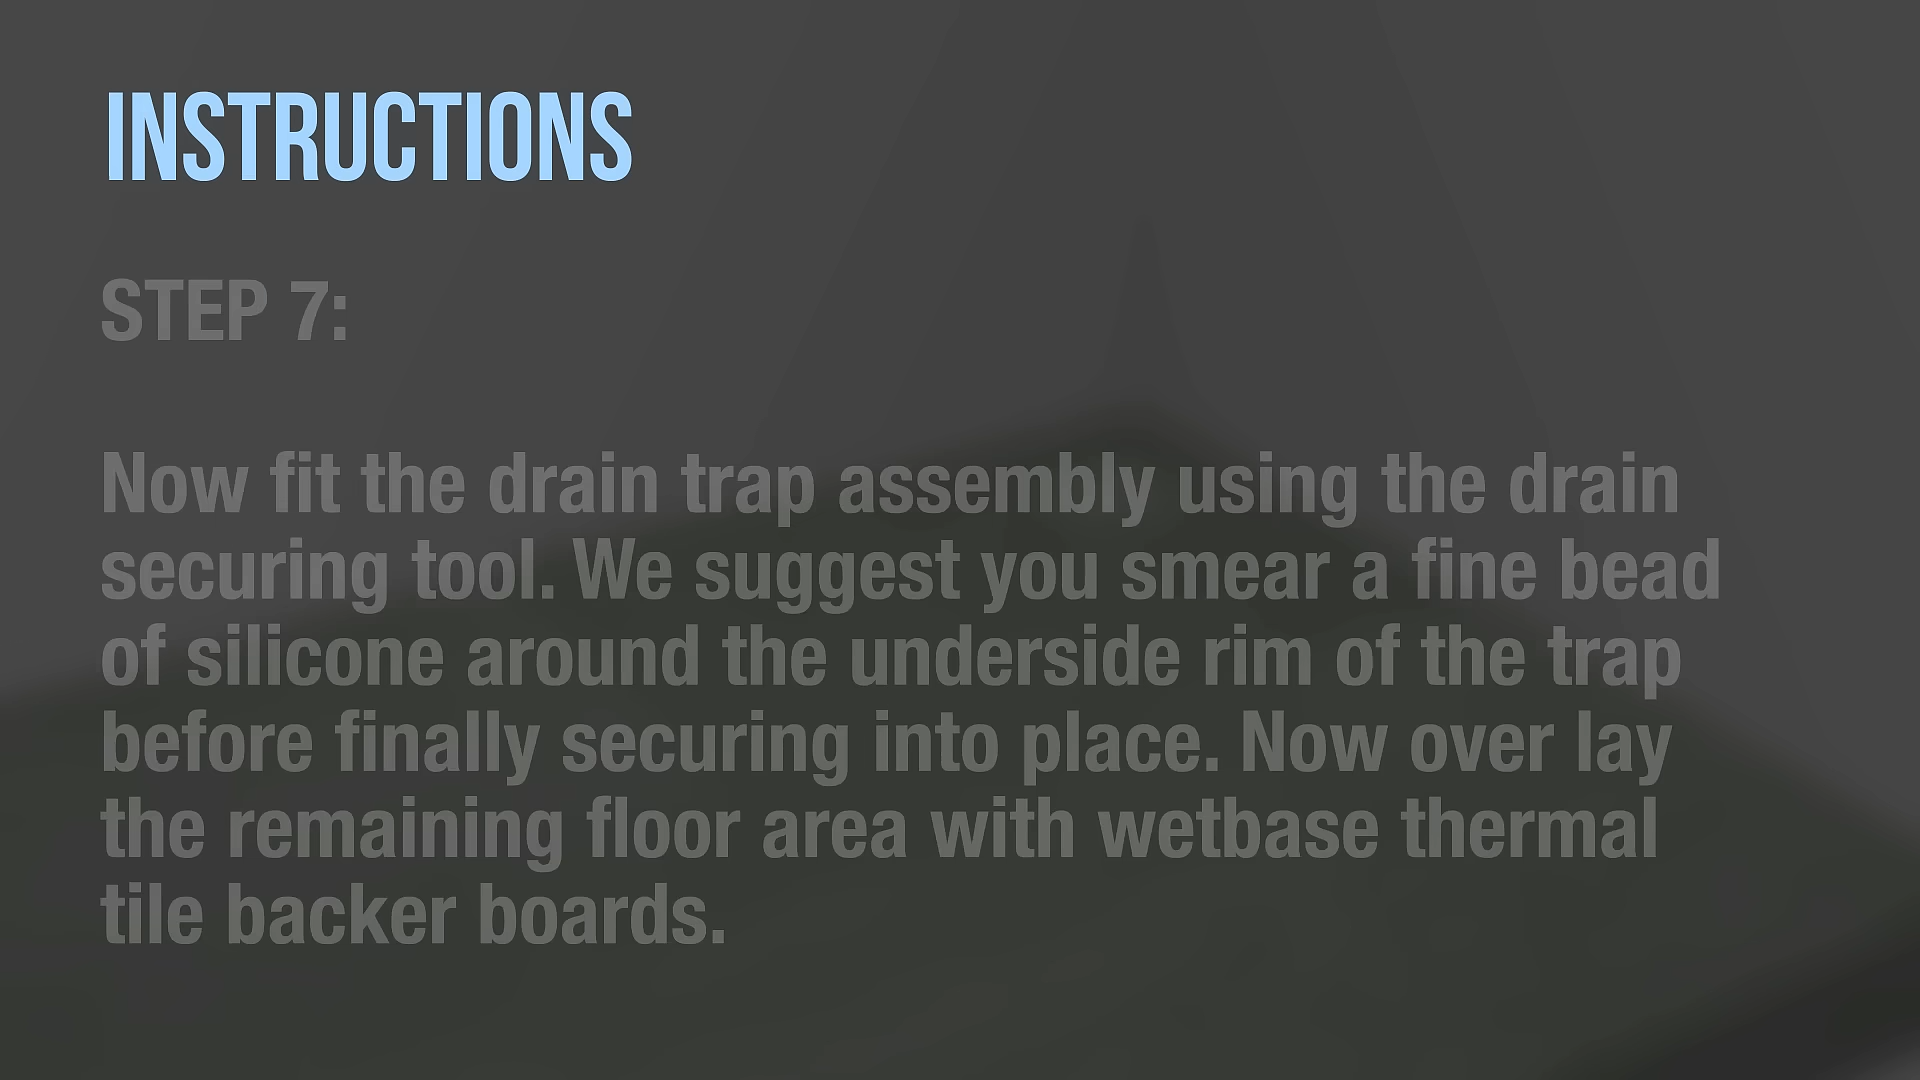 INSTRUCTIONS
STEP 7:
Now fit the drain trap assembly using the drain
securing tool. We suggest you smear a fine bead
of silicone around the underside rim of the trap
before finally securing into place. Now over lay
the remaining floor area with wetbase thermal
tile backer boards.